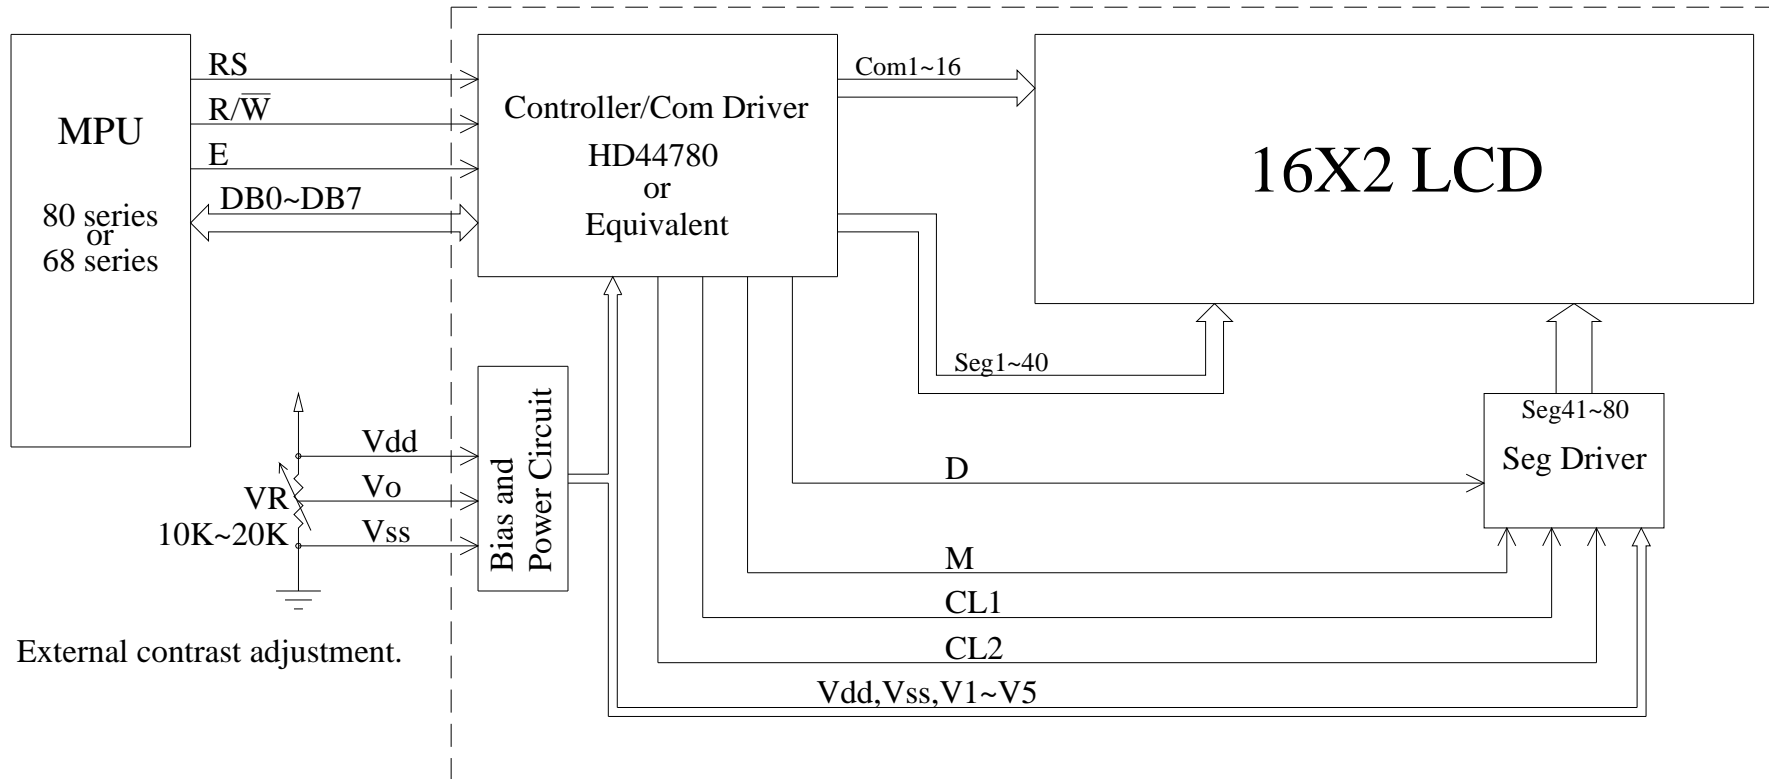 MPU
80 series
or
68 series
RS
R/W̅
E
DB0~DB7
Controller/Com Driver
HD44780
or
Equivalent
Com1~16
16X2 LCD
Seg1~40
Seg41~80
Seg Driver
Vdd
Vo
Vss
VR
10K~20K
Bias and
Power Circuit
D
M
CL1
CL2
Vdd,Vss,V1~V5
External contrast adjustment.